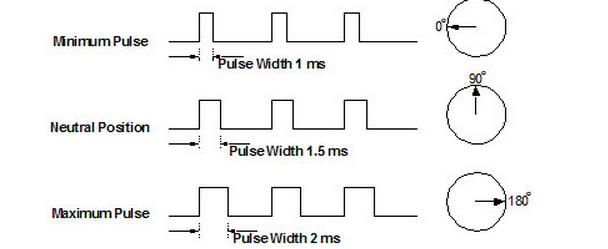 Minimum Pulse
0°
Pulse Width 1 ms
90°
Neutral Position
Pulse Width 1.5 ms
Maximum Pulse
180°
Pulse Width 2 ms